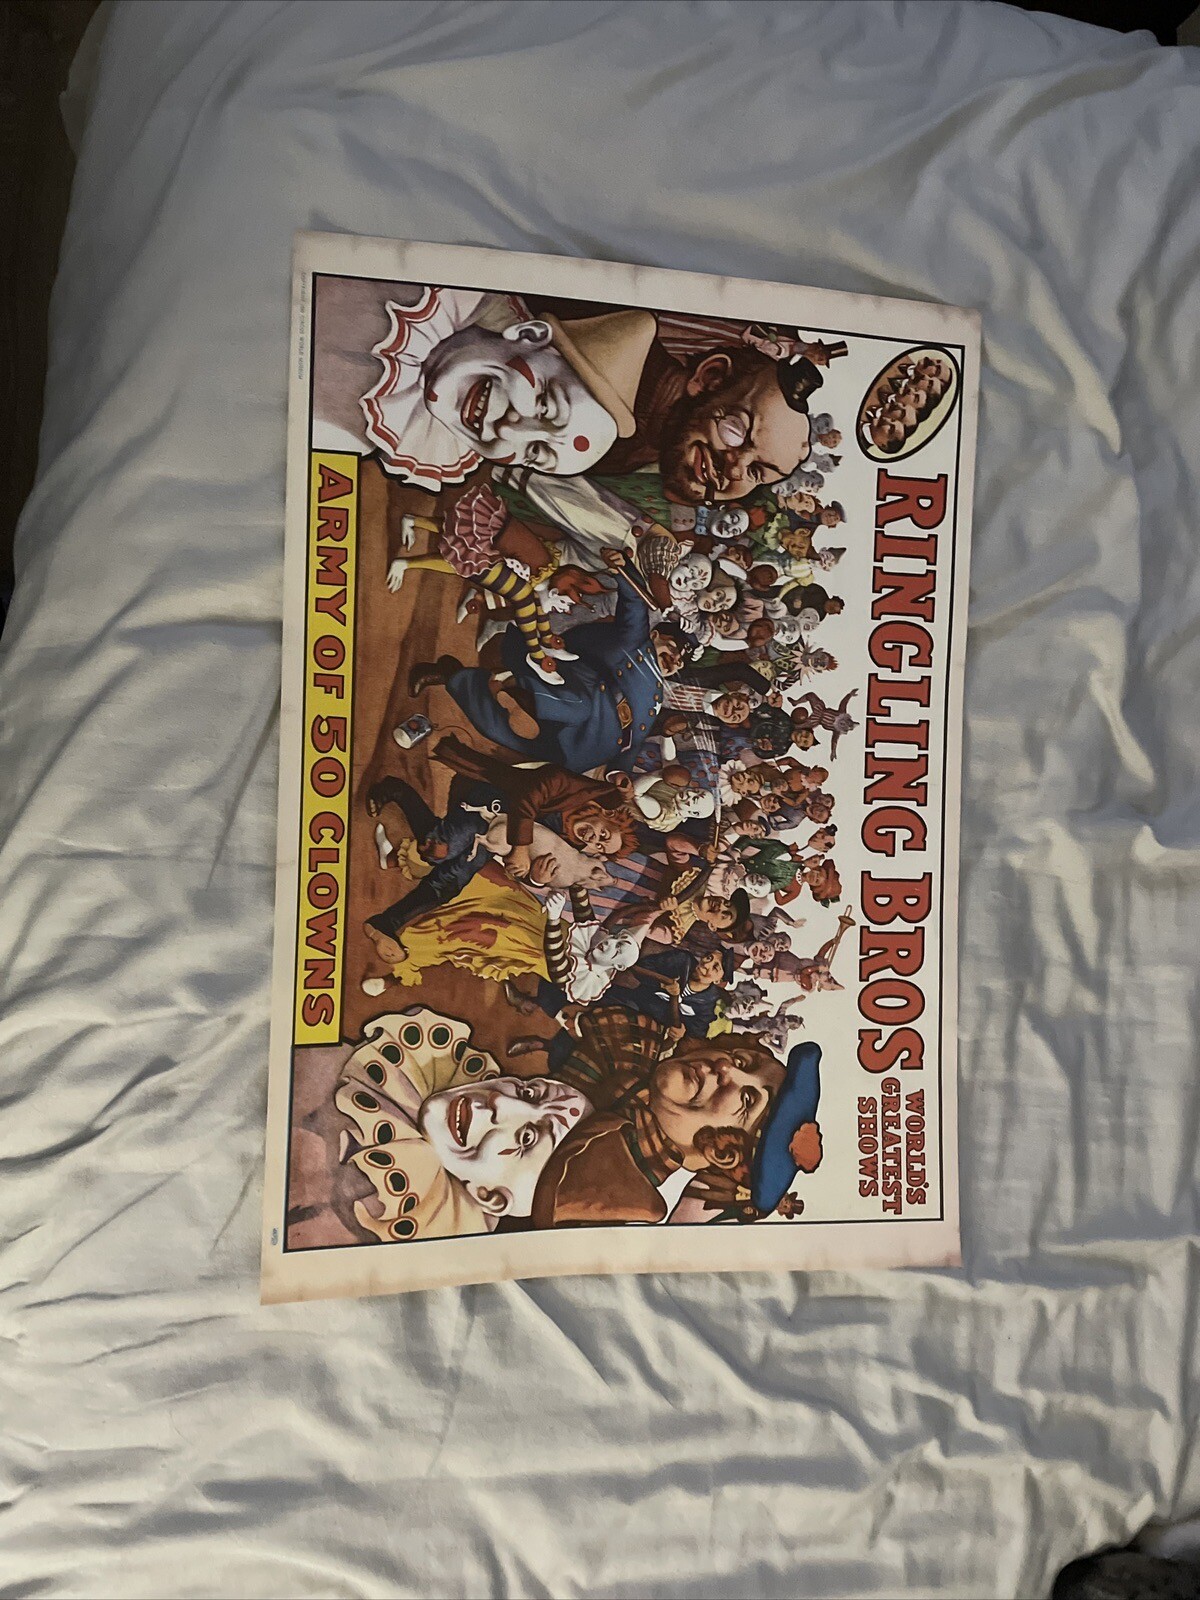 RINGLING BROS
WORLD'S
GREATEST
SHOWS
ARMY OF 50 CLOWNS